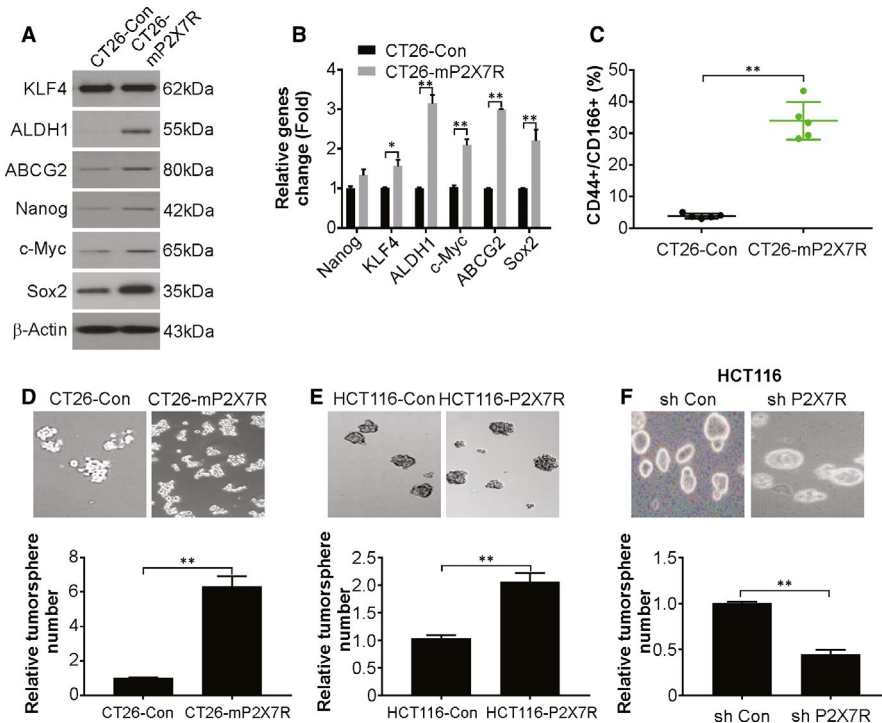 A
CT26-Con
CT26-
mP2X7R
KLF4
62kDa
ALDH1
55kDa
ABCG2
80kDa
Nanog
42kDa
c-Myc
65kDa
Sox2
35kDa
β-Actin
43kDa
B
CT26-Con
CT26-mP2X7R
Relative genes
change (Fold)
4
3
2
1
0
*
**
**
**
**
Nanog
KLF4
ALDH1
c-Myc
ABCG2
Sox2
C
CD44+/CD166+ (%)
50
40
30
20
10
0
**
CT26-Con
CT26-mP2X7R
D
CT26-Con
CT26-mP2X7R
Relative tumorsphere
number
8
6
4
2
0
**
CT26-Con
CT26-mP2X7R
E
HCT116-Con
HCT116-P2X7R
Relative tumorsphere
number
2.5
2.0
1.5
1.0
0.5
0
**
HCT116-Con
HCT116-P2X7R
F
HCT116
sh Con
sh P2X7R
Relative tumorsphere
number
1.5
1.0
0.5
0
**
sh Con
sh P2X7R